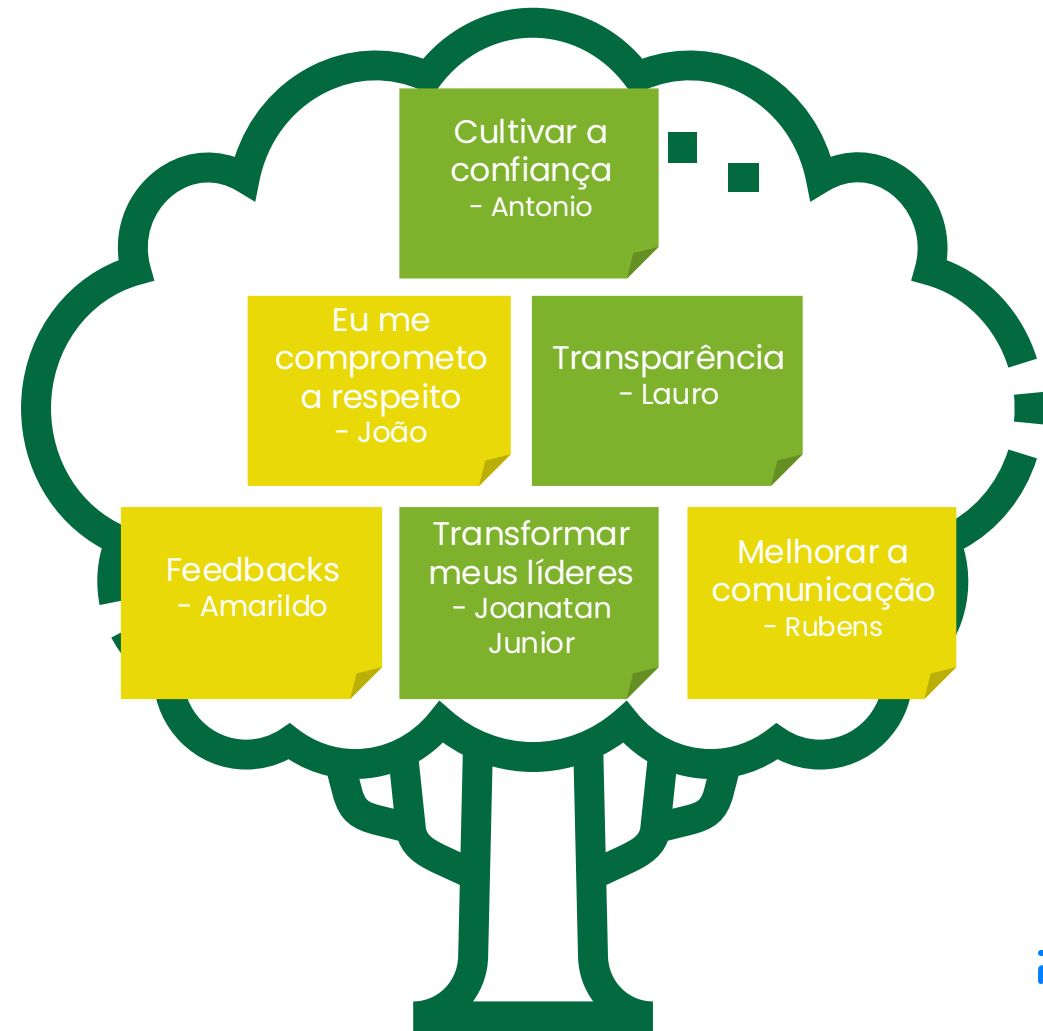 Cultivar a
confiança
- Antonio
Eu me
comprometo
a respeito
- João
Transparência
- Lauro
Feedbacks
- Amarildo
Transformar
meus líderes
- Joanatan
Junior
Melhorar a
comunicação
- Rubens